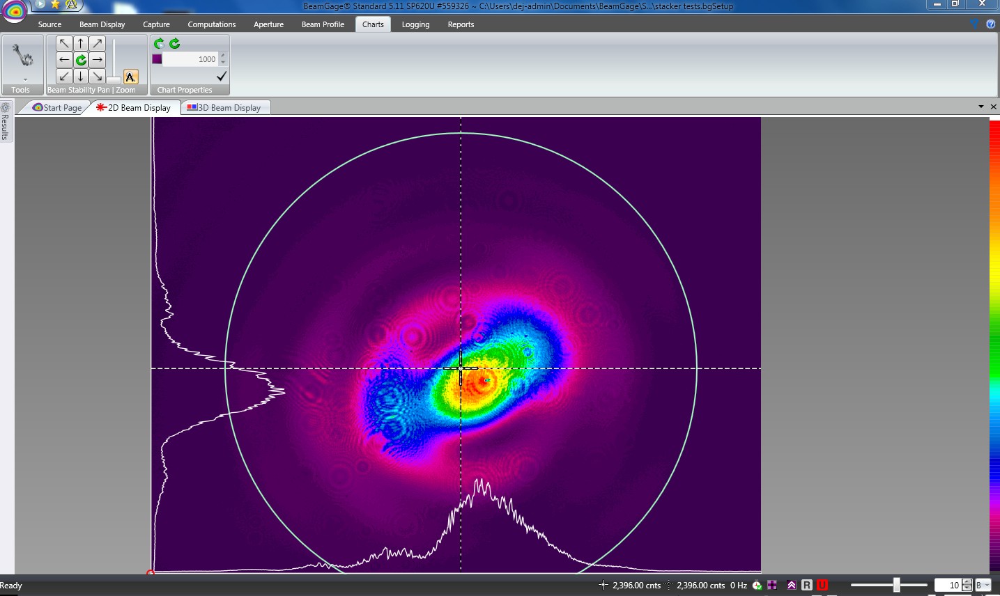 BeamGage® Standard 5.11 SP620U #559326 ~ C:\Users\dej-admin\Documents\BeamGage\S...\stacker tests.bgSetup
Source Beam Display Capture Computations Aperture Beam Profile Charts Logging Reports
1000
A
Tools Beam Stability Pan | Zoom Chart Properties
Start Page 2D Beam Display 3D Beam Display
Results
Ready 2,396.00 cnts 2,396.00 cnts 0 Hz R U 10 B